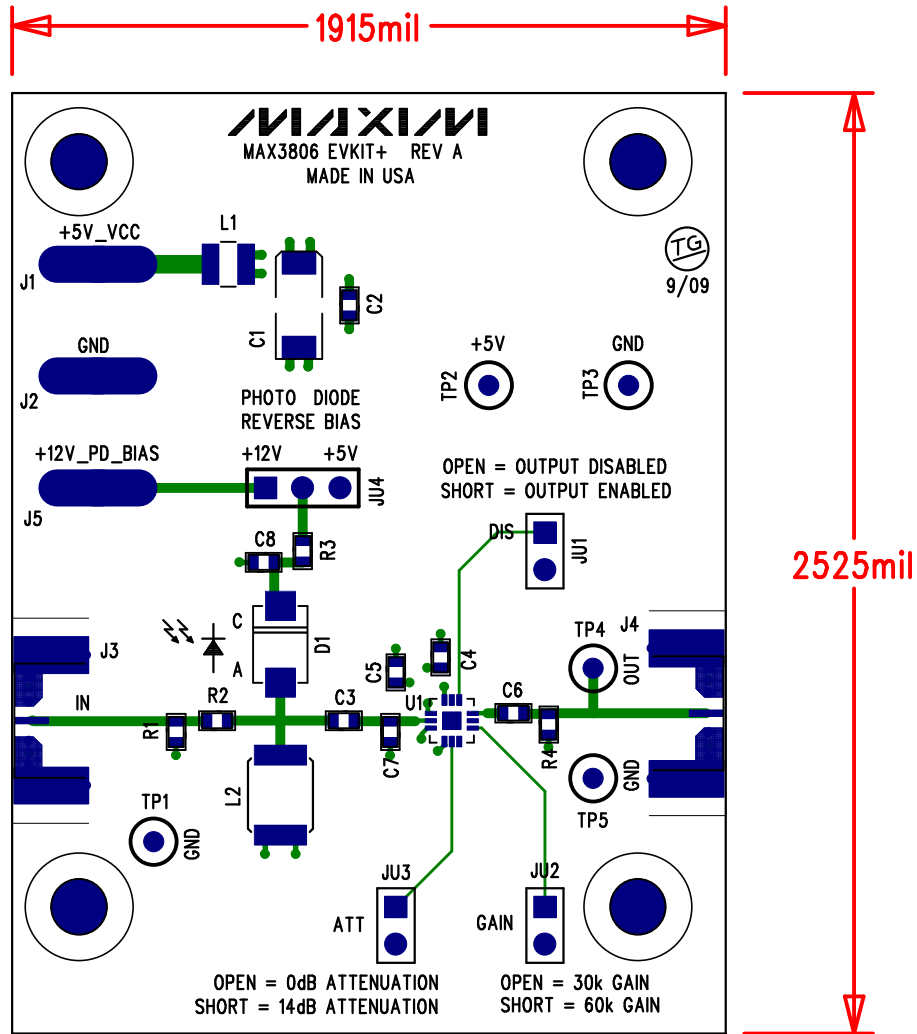 1915mil
MAXIM
MAX3806 EVKIT+ REV A
MADE IN USA
+5V_VCC
L1
J1
TG
9/09
C1
C2
GND
J2
+5V
TP2
GND
TP3
PHOTO DIODE
REVERSE BIAS
+12V_PD_BIAS
+12V
+5V
J5
JU4
OPEN = OUTPUT DISABLED
SHORT = OUTPUT ENABLED
C8
R3
DIS
JU1
2525mil
C
A
D1
J3
J4
TP4
OUT
C5
C4
IN
R1
R2
C3
C7
U1
C6
R4
L2
TP1
GND
GND
TP5
JU3
ATT
JU2
GAIN
OPEN = 0dB ATTENUATION
SHORT = 14dB ATTENUATION
OPEN = 30k GAIN
SHORT = 60k GAIN